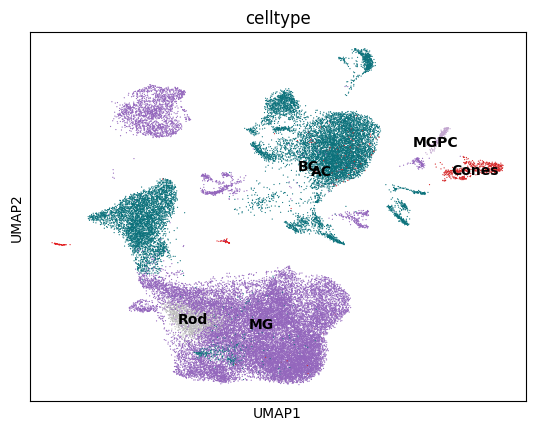 celltype
MGPC
BC
AC
Cones
Rod
MG
UMAP2
UMAP1